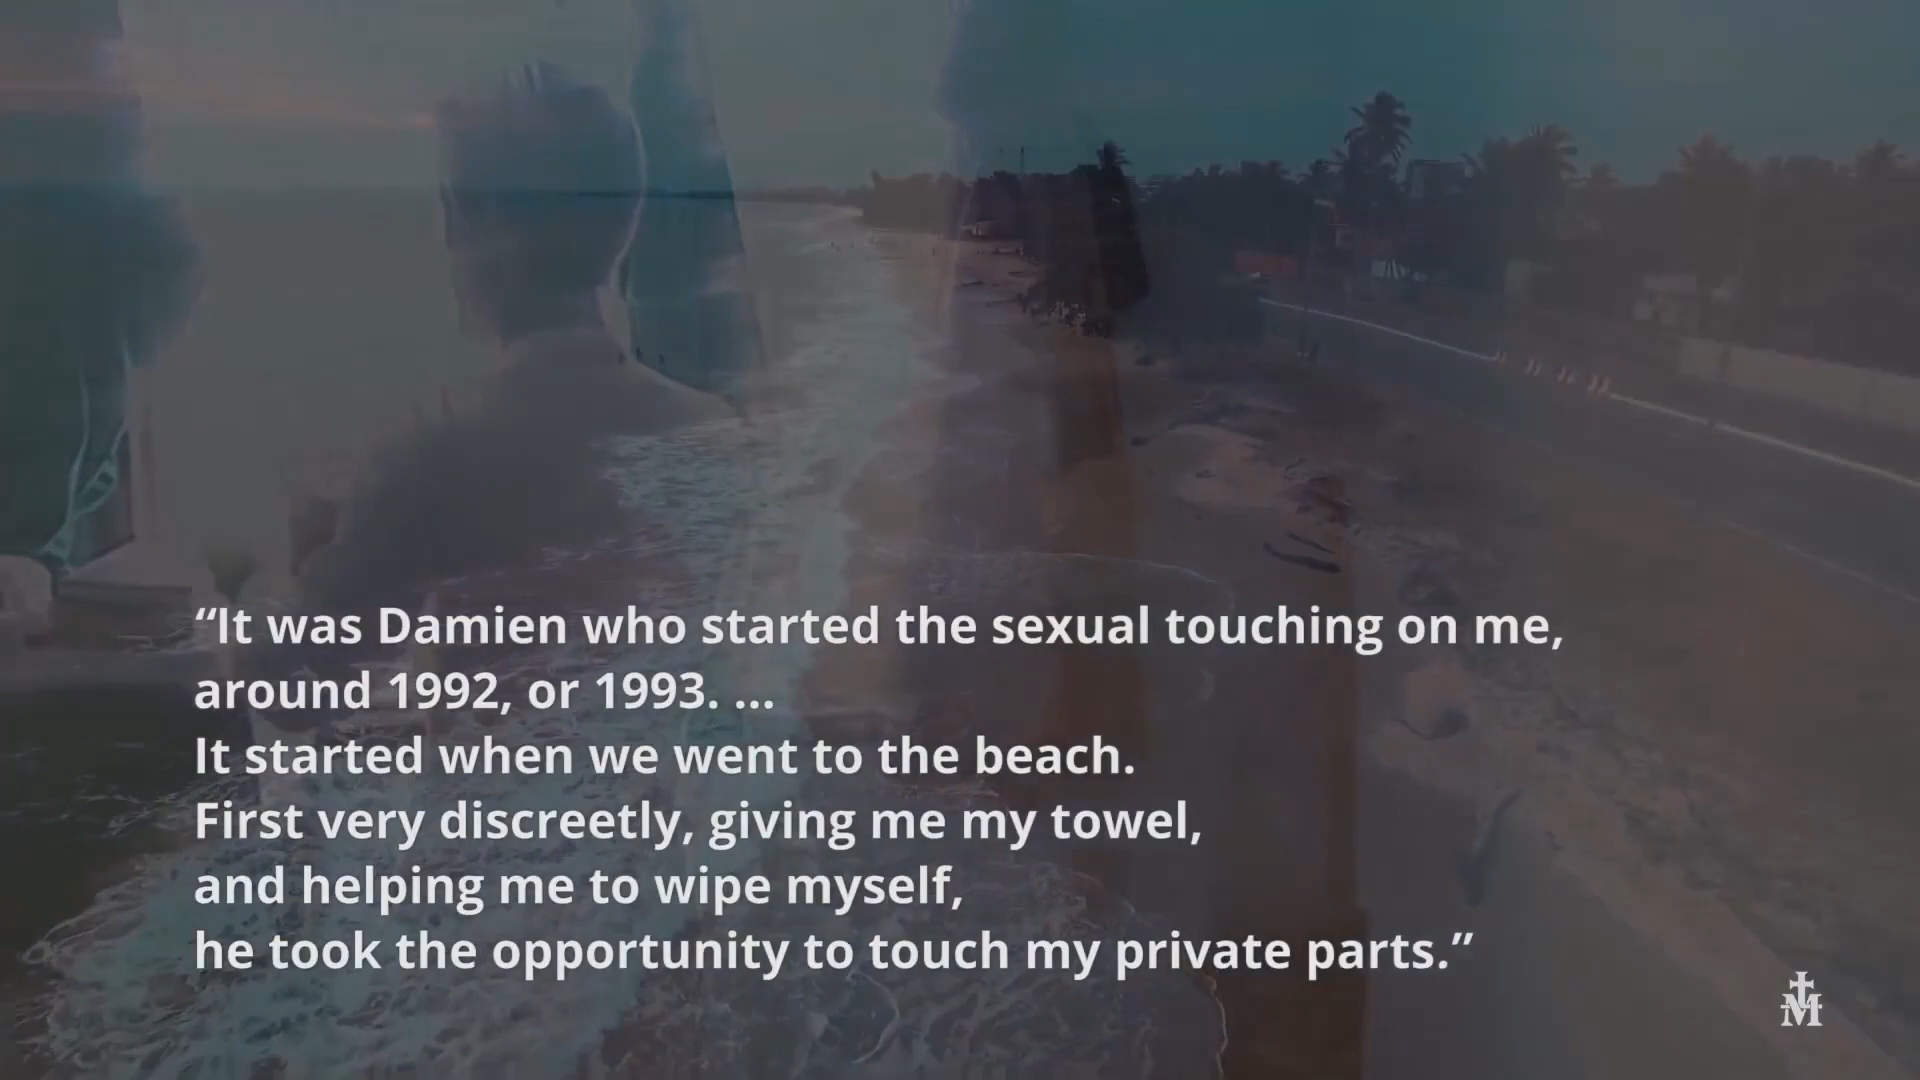 “It was Damien who started the sexual touching on me,
around 1992, or 1993. ...
It started when we went to the beach.
First very discreetly, giving me my towel,
and helping me to wipe myself,
he took the opportunity to touch my private parts.”
M